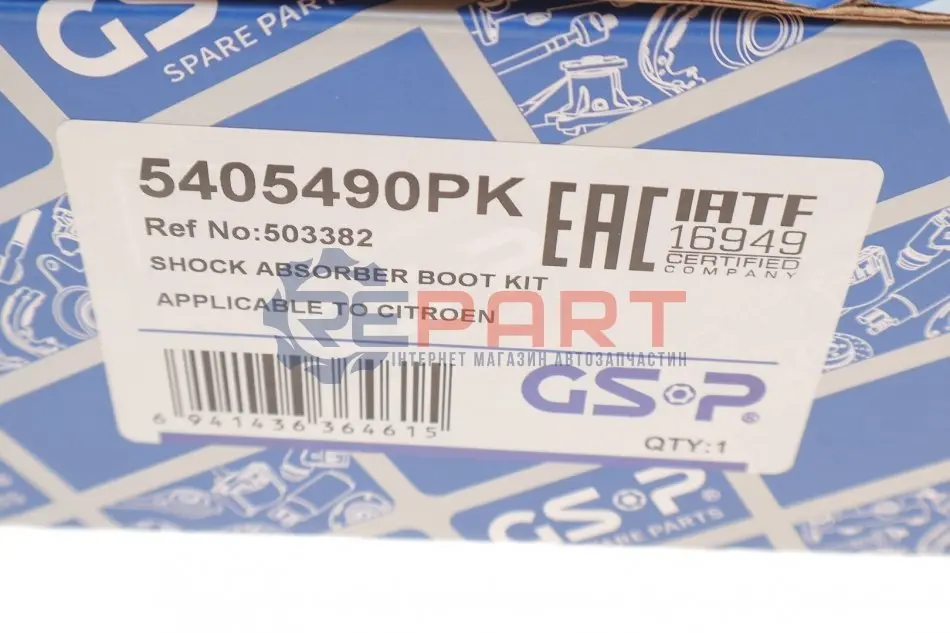 GSP
SPARE PART
5405490PK
Ref No:503382
EAC
IATF
16949
CERTIFIED
COMPANY
SHOCK ABSORBER BOOT KIT
APPLICABLE TO CITROEN
REPART
ІНТЕРНЕТ МАГАЗИН АВТОЗАПЧАСТИН
6 941436 364615
GSP®
QTY:1
GSP®
SPARE PARTS